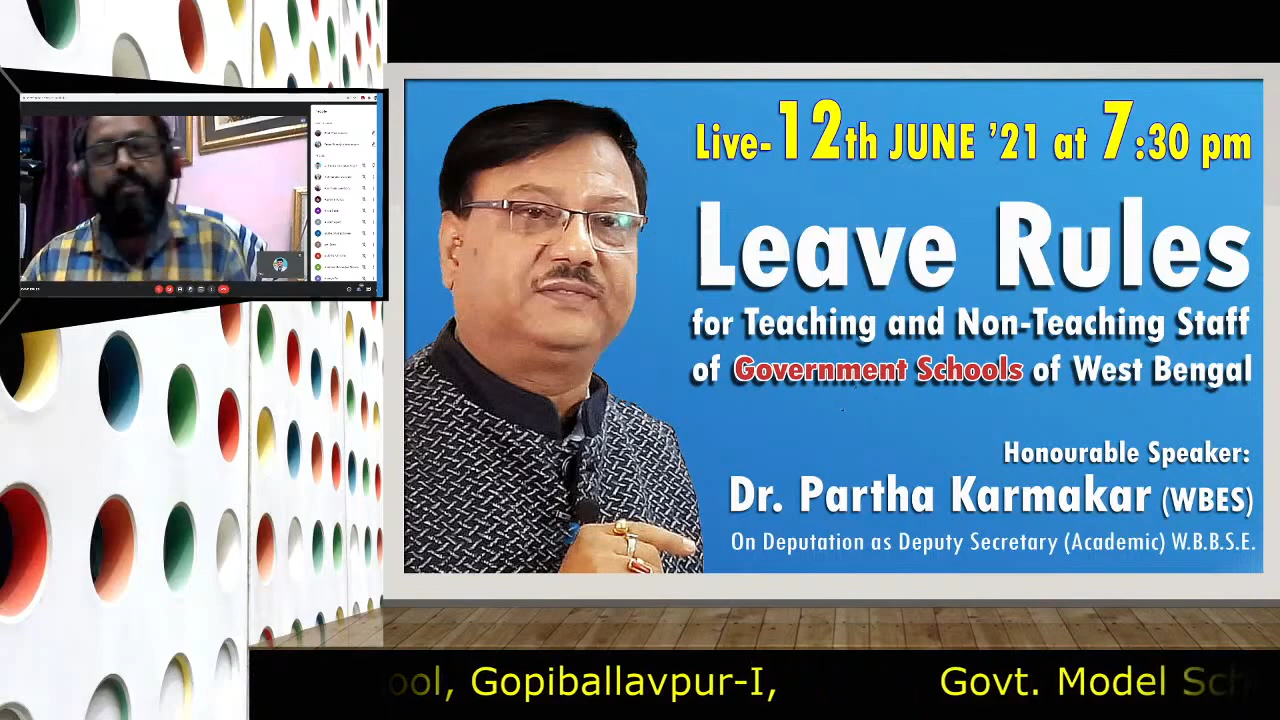 Live-12th JUNE ’21 at 7:30 pm
Leave Rules
for Teaching and Non-Teaching Staff
of Government Schools of West Bengal
Honourable Speaker:
Dr. Partha Karmakar (WBES)
On Deputation as Deputy Secretary (Academic) W.B.B.S.E.
ool, Gopiballavpur-I, Govt. Model Sch